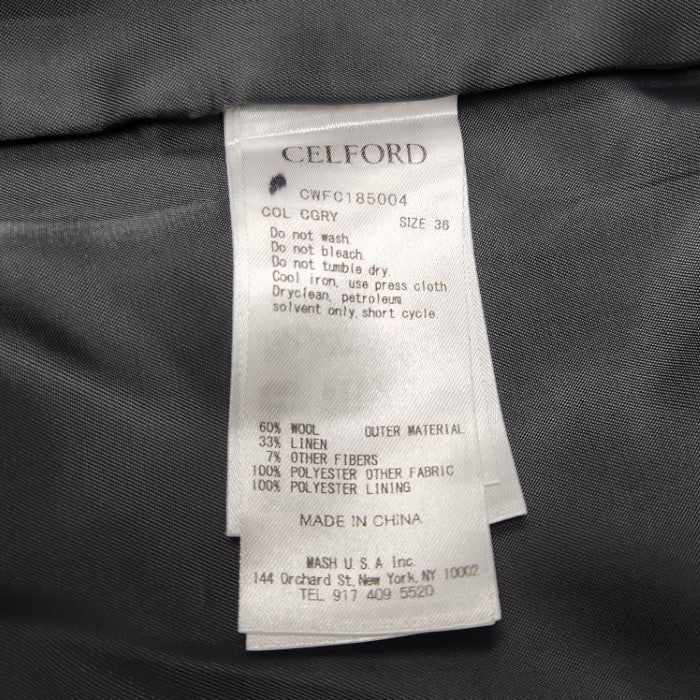 CELFORD
CWFC185004
COL CGRY SIZE 36
Do not wash.
Do not bleach.
Do not tumble dry.
Cool iron, use press cloth.
Dryclean, petroleum
solvent only, short cycle.
60% WOOL OUTER MATERIAL
33% LINEN
7% OTHER FIBERS
100% POLYESTER OTHER FABRIC
100% POLYESTER LINING
MADE IN CHINA
MASH U.S.A Inc.
144 Orchard St, New York, NY 10002
TEL 917 409 5520